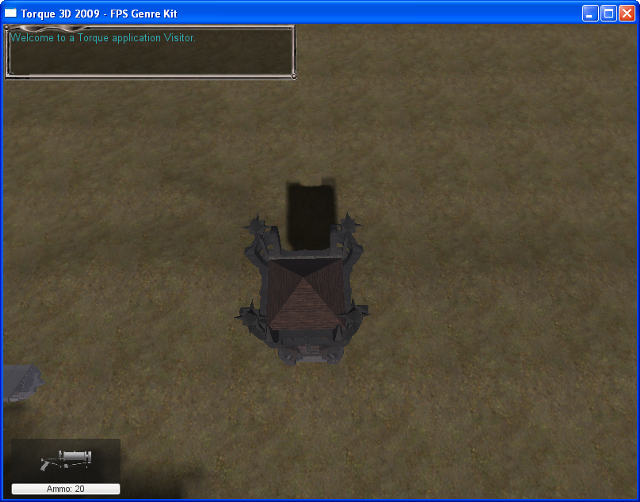 Torque 3D 2009 - FPS Genre Kit
Welcome to a Torque application Visitor.
Ammo: 20